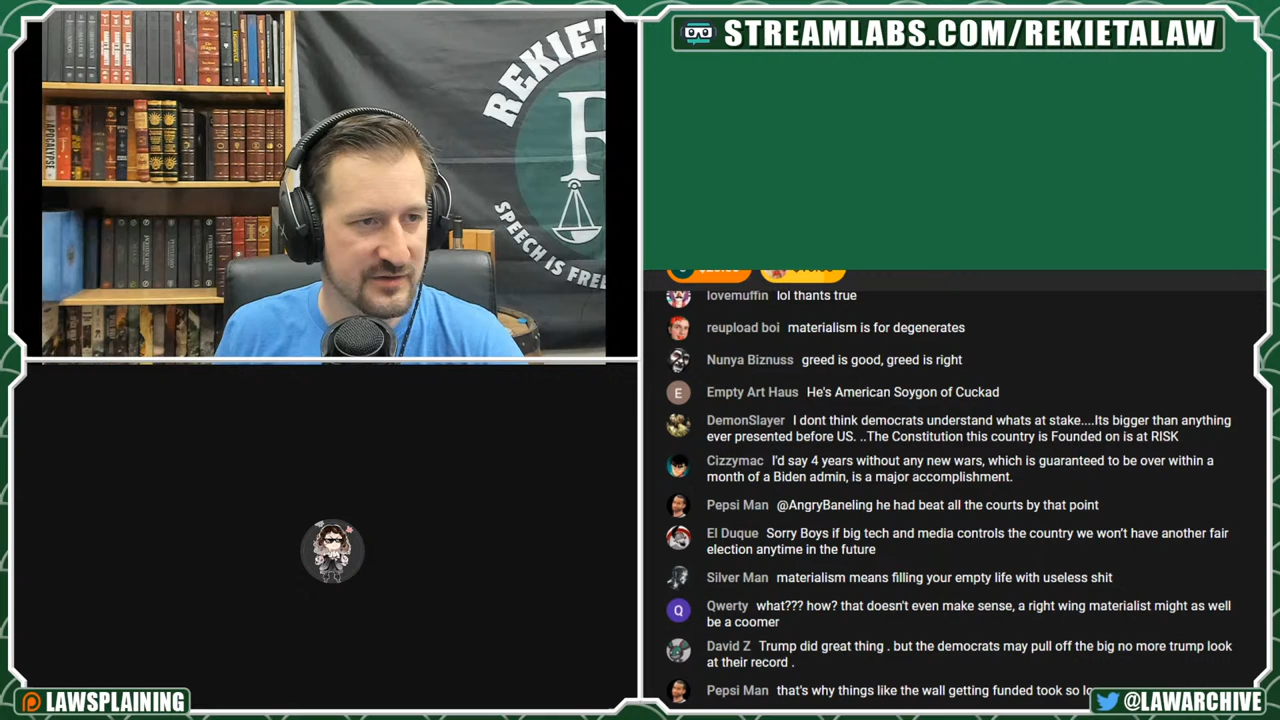 STREAMLABS.COM/REKIETALAW
REKIET
R
SPEECH IS FREE
APOCALYPSE
lovemuffin lol thants true
reupload boi materialism is for degenerates
Nunya Biznuss greed is good, greed is right
E Empty Art Haus He's American Soygon of Cuckad
DemonSlayer I dont think democrats understand whats at stake....Its bigger than anything
ever presented before US. ..The Constitution this country is Founded on is at RISK
Cizzymac I'd say 4 years without any new wars, which is guaranteed to be over within a
month of a Biden admin, is a major accomplishment.
Pepsi Man @AngryBaneling he had beat all the courts by that point
El Duque Sorry Boys if big tech and media controls the country we won't have another fair
election anytime in the future
Silver Man materialism means filling your empty life with useless shit
Q Qwerty what??? how? that doesn't even make sense, a right wing materialist might as well
be a coomer
David Z Trump did great thing . but the democrats may pull off the big no more trump look
at their record .
Pepsi Man that's why things like the wall getting funded took so
LAWSPLAINING
@LAWARCHIVE